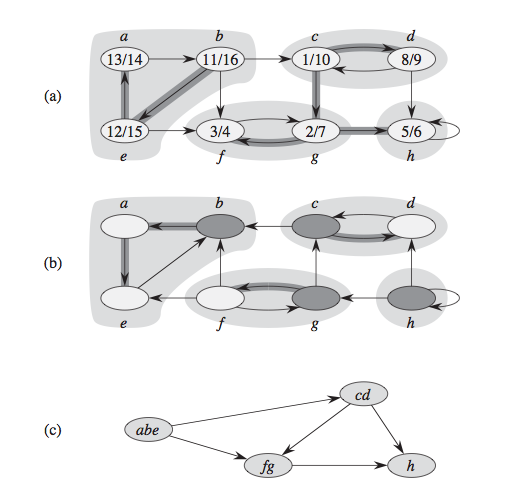 a b c d
13/14 11/16 1/10 8/9
(a)
12/15 3/4 2/7 5/6
e f g h
a b c d
(b)
e f g h
cd
(c) abe
fg h